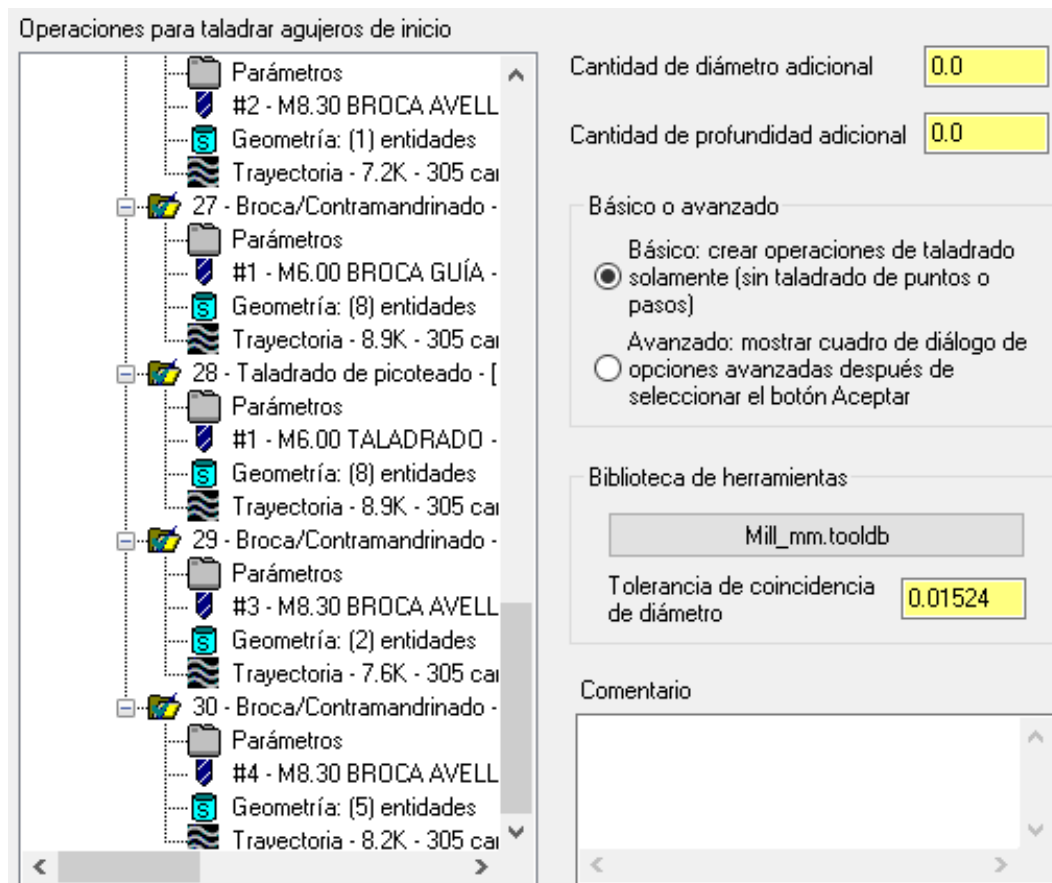 Operaciones para taladrar agujeros de inicio
Parámetros
#2 - M8.30 BROCA AVELL
Geometría: (1) entidades
Trayectoria - 7.2K - 305 car
27 - Broca/Contramandrinado -
Parámetros
#1 - M6.00 BROCA GUÍA -
Geometría: (8) entidades
Trayectoria - 8.9K - 305 car
28 - Taladrado de picoteado - [
Parámetros
#1 - M6.00 TALADRADO -
Geometría: (8) entidades
Trayectoria - 8.9K - 305 car
29 - Broca/Contramandrinado -
Parámetros
#3 - M8.30 BROCA AVELL
Geometría: (2) entidades
Trayectoria - 7.6K - 305 car
30 - Broca/Contramandrinado -
Parámetros
#4 - M8.30 BROCA AVELL
Geometría: (5) entidades
Trayectoria - 8.2K - 305 car
Cantidad de diámetro adicional 0.0
Cantidad de profundidad adicional 0.0
Básico o avanzado
Básico: crear operaciones de taladrado
solamente (sin taladrado de puntos o
pasos)
Avanzado: mostrar cuadro de diálogo de
opciones avanzadas después de
seleccionar el botón Aceptar
Biblioteca de herramientas
Mill_mm.tooldb
Tolerancia de coincidencia
de diámetro 0.01524
Comentario